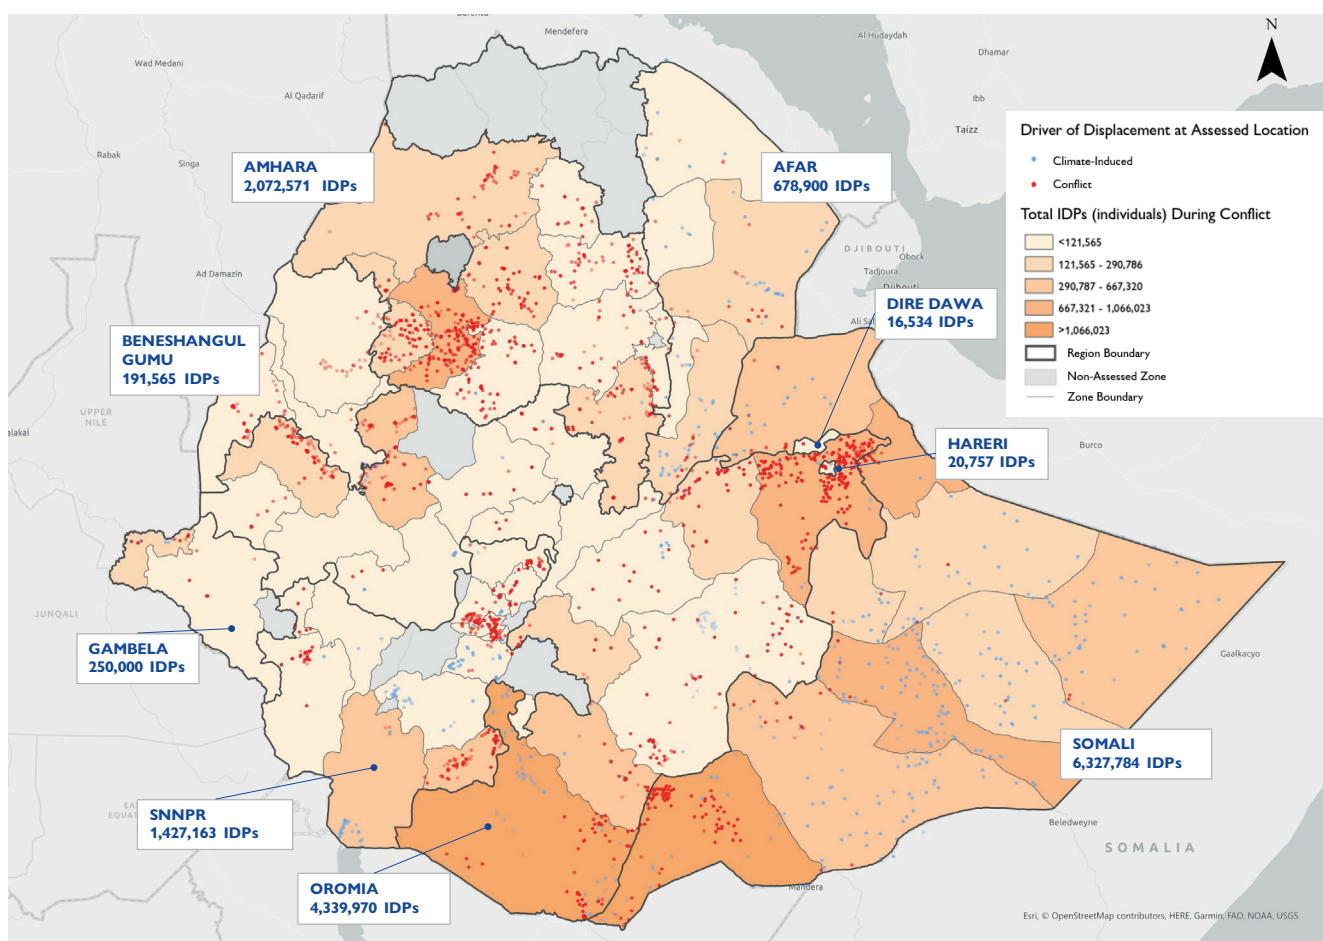 Mendefera
Al Hudaydah
Dhamar
Wad Medani
Al Qadarif
Ibb
Taizz
Rabak
Singa
N
Driver of Displacement at Assessed Location
Climate-Induced
Conflict
Total IDPs (individuals) During Conflict
<121,565
121,565 - 290,786
290,787 - 667,320
667,321 - 1,066,023
>1,066,023
Region Boundary
Non-Assessed Zone
Zone Boundary
AMHARA
2,072,571 IDPs
AFAR
678,900 IDPs
DJIBOUTI
Obock
Tadjoura
Djibouti
Ad Damazin
DIRE DAWA
16,534 IDPs
Ali Sa
BENESHANGUL
GUMU
191,565 IDPs
UPPER
NILE
alakal
HARERI
20,757 IDPs
Burco
JUNQALI
GAMBELA
250,000 IDPs
Gaalkacyo
SOMALI
6,327,784 IDPs
SNNPR
1,427,163 IDPs
EAS
EQUAT
Beledweyne
SOMALIA
OROMIA
4,339,970 IDPs
Mandera
Esri, © OpenStreetMap contributors, HERE, Garmin, FAO, NOAA, USGS